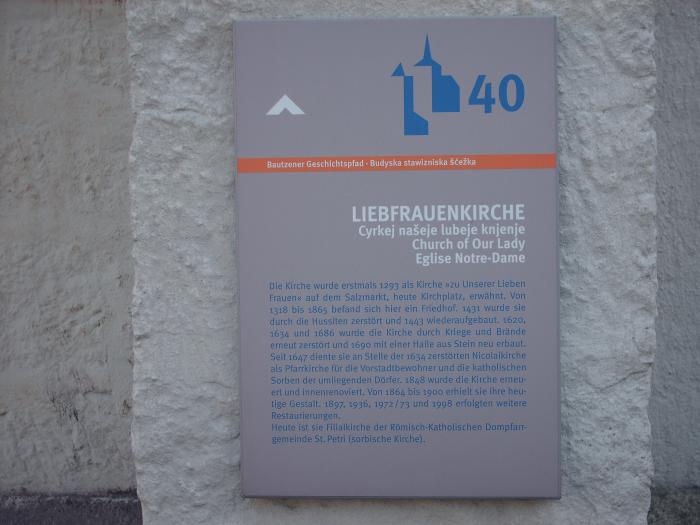 40
Bautzener Geschichtspfad · Budyska stawizniska šćežka
LIEBFRAUENKIRCHE
Cyrkej našeje lubeje knjenje
Church of Our Lady
Eglise Notre-Dame
Die Kirche wurde erstmals 1293 als Kirche »zu Unserer Lieben
Frauen« auf dem Salzmarkt, heute Kirchplatz, erwähnt. Von
1318 bis 1865 befand sich hier ein Friedhof. 1431 wurde sie
durch die Hussiten zerstört und 1443 wiederaufgebaut. 1620,
1634 und 1686 wurde die Kirche durch Kriege und Brände
erneut zerstört und 1690 mit einer Halle aus Stein neu erbaut.
Seit 1647 diente sie an Stelle der 1634 zerstörten Nicolaikirche
als Pfarrkirche für die Vorstadtbewohner und die katholischen
Sorben der umliegenden Dörfer. 1848 wurde die Kirche erneu-
ert und innenrenoviert. Von 1864 bis 1900 erhielt sie ihre heu-
tige Gestalt. 1897, 1936, 1972/73 und 1998 erfolgten weitere
Restaurierungen.
Heute ist sie Filialkirche der Römisch-Katholischen Dompfarr-
gemeinde St. Petri (sorbische Kirche).